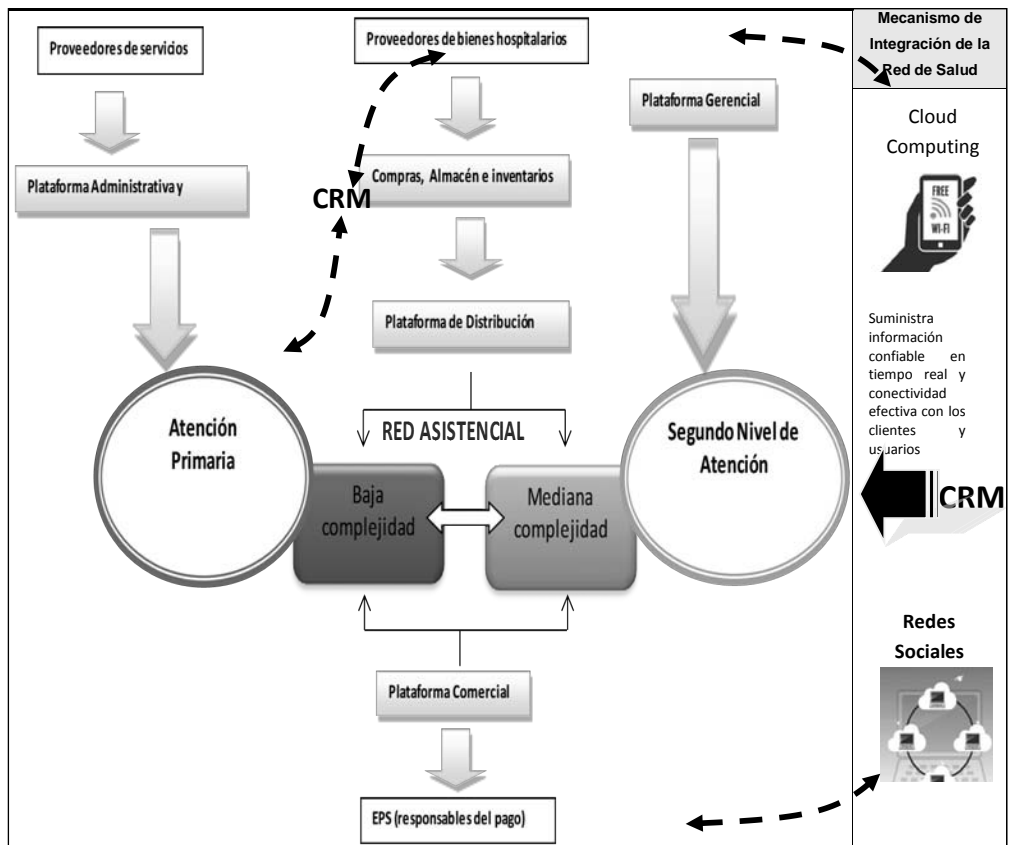 Proveedores de servicios
Proveedores de bienes hospitalarios
Plataforma Gerencial
Plataforma Administrativa y
Compras, Almacén e inventarios
CRM
Plataforma de Distribución
Atención
Primaria
RED ASISTENCIAL
Segundo Nivel de
Atención
Baja
complejidad
Mediana
complejidad
Plataforma Comercial
EPS (responsables del pago)
Mecanismo de
Integración de la
Red de Salud
Cloud
Computing
FREE
WI-FI
Suministra
información
confiable en
tiempo real y
conectividad
efectiva con los
clientes y
usuarios
CRM
Redes
Sociales